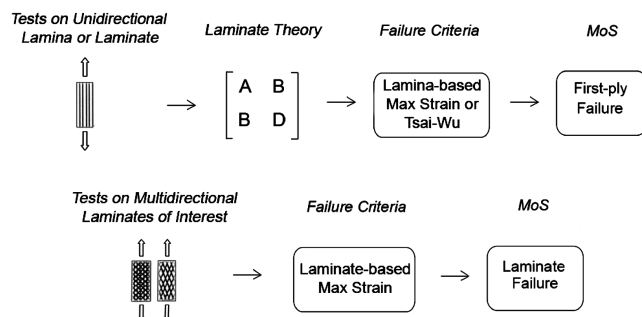 Tests on Unidirectional
Lamina or Laminate
Laminate Theory
Failure Criteria
MoS
A B
B D
Lamina-based
Max Strain or
Tsai-Wu
First-ply
Failure
Tests on Multidirectional
Laminates of Interest
Failure Criteria
MoS
Laminate-based
Max Strain
Laminate
Failure